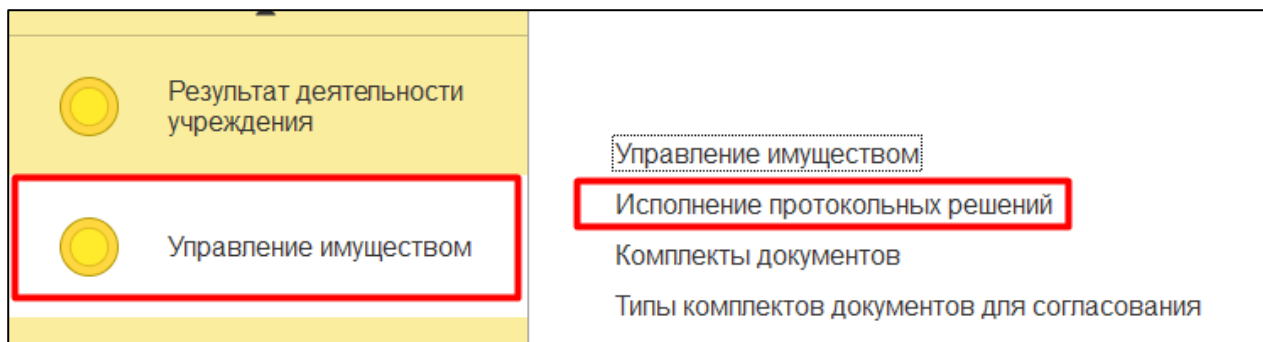 Результат деятельности
учреждения
Управление имуществом
Управление имуществом
Исполнение протокольных решений
Комплекты документов
Типы комплектов документов для согласования